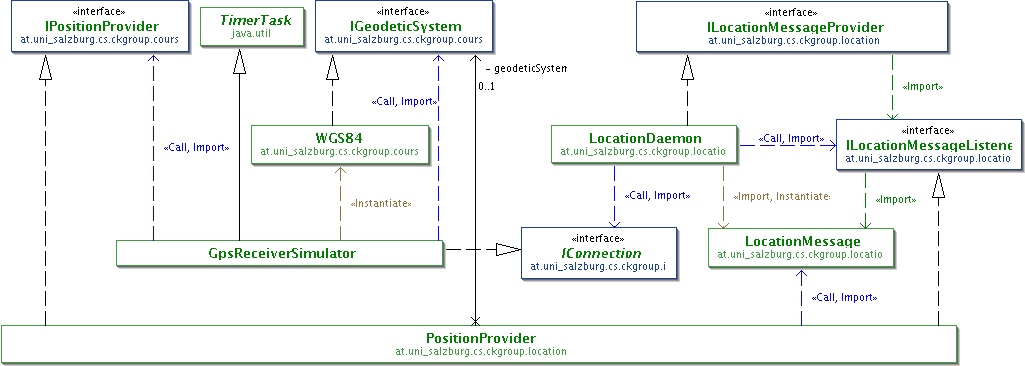 «interface»
IPositionProvider
at.uni_salzburg.cs.ckgroup.cours
TimerTask
java.util
«interface»
IGeodeticSystem
at.uni_salzburg.cs.ckgroup.cours
«interface»
ILocationMessageProvider
at.uni_salzburg.cs.ckgroup.location
- geodeticSystem
0..1
«Call, Import»
«Import»
WGS84
at.uni_salzburg.cs.ckgroup.cours
LocationDaemon
at.uni_salzburg.cs.ckgroup.locatio
«Call, Import»
«interface»
ILocationMessageListene
at.uni_salzburg.cs.ckgroup.locatio
«Call, Import»
«Instantiate»
«Call, Import»
«Import, Instantiate»
«Import»
GpsReceiverSimulator
«interface»
IConnection
at.uni_salzburg.cs.ckgroup.i
LocationMessage
at.uni_salzburg.cs.ckgroup.locatio
«Call, Import»
PositionProvider
at.uni_salzburg.cs.ckgroup.location